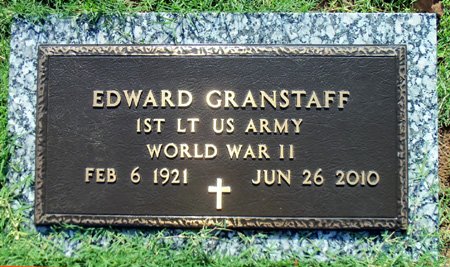 EDWARD GRANSTAFF
1ST LT US ARMY
WORLD WAR II
FEB 6 1921 JUN 26 2010